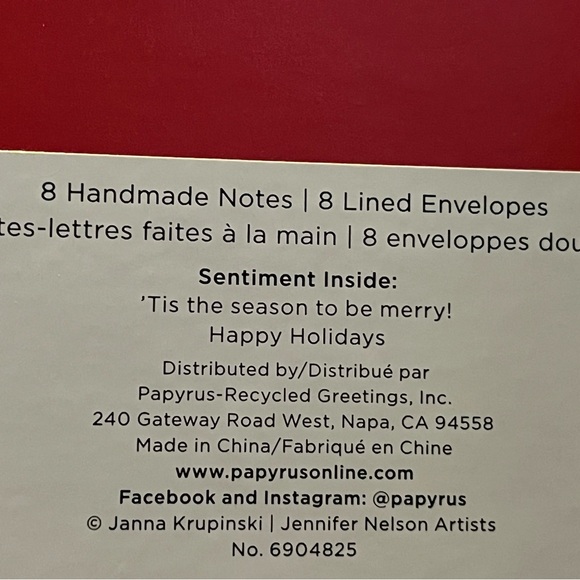 8 Handmade Notes | 8 Lined Envelopes
tes-lettres faites à la main | 8 enveloppes dou
Sentiment Inside:
'Tis the season to be merry!
Happy Holidays
Distributed by/Distribué par
Papyrus-Recycled Greetings, Inc.
240 Gateway Road West, Napa, CA 94558
Made in China/Fabriqué en Chine
www.papyrusonline.com
Facebook and Instagram: @papyrus
© Janna Krupinski | Jennifer Nelson Artists
No. 6904825